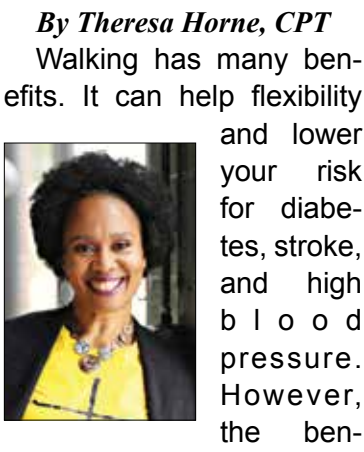 By Theresa Horne, CPT
Walking has many ben-
efits. It can help flexibility
and lower
your risk
for diabe-
tes, stroke,
and high
blood
pressure.
However,
the ben-